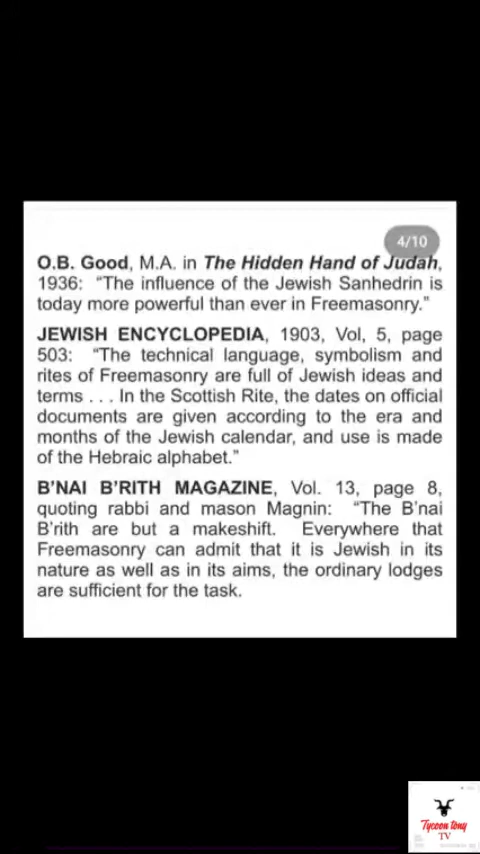 4/10
O.B. Good, M.A. in The Hidden Hand of Judah,
1936: "The influence of the Jewish Sanhedrin is
today more powerful than ever in Freemasonry."
JEWISH ENCYCLOPEDIA, 1903, Vol, 5, page
503: "The technical language, symbolism and
rites of Freemasonry are full of Jewish ideas and
terms . . . In the Scottish Rite, the dates on official
documents are given according to the era and
months of the Jewish calendar, and use is made
of the Hebraic alphabet."
B'NAI B'RITH MAGAZINE, Vol. 13, page 8,
quoting rabbi and mason Magnin: "The B'nai
B'rith are but a makeshift. Everywhere that
Freemasonry can admit that it is Jewish in its
nature as well as in its aims, the ordinary lodges
are sufficient for the task.
Tycoon tony
TV